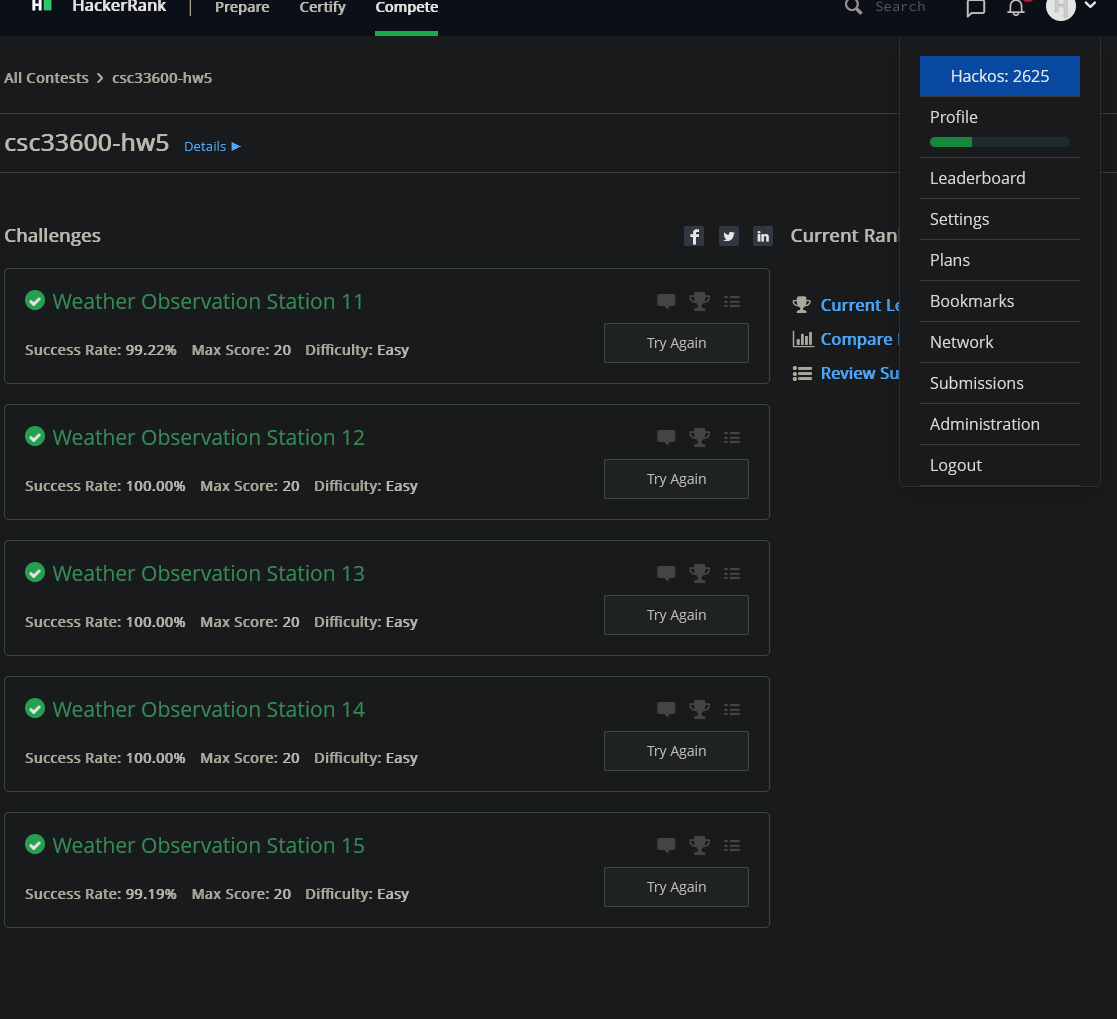 HackerRank | Prepare Certify Compete Search
All Contests > csc33600-hw5
csc33600-hw5 Details ▶
Challenges
Current Ran
Weather Observation Station 11
Success Rate: 99.22% Max Score: 20 Difficulty: Easy
Try Again
Weather Observation Station 12
Success Rate: 100.00% Max Score: 20 Difficulty: Easy
Try Again
Weather Observation Station 13
Success Rate: 100.00% Max Score: 20 Difficulty: Easy
Try Again
Weather Observation Station 14
Success Rate: 100.00% Max Score: 20 Difficulty: Easy
Try Again
Weather Observation Station 15
Success Rate: 99.19% Max Score: 20 Difficulty: Easy
Try Again
Current Le
Compare
Review Su
Hackos: 2625
Profile
Leaderboard
Settings
Plans
Bookmarks
Network
Submissions
Administration
Logout